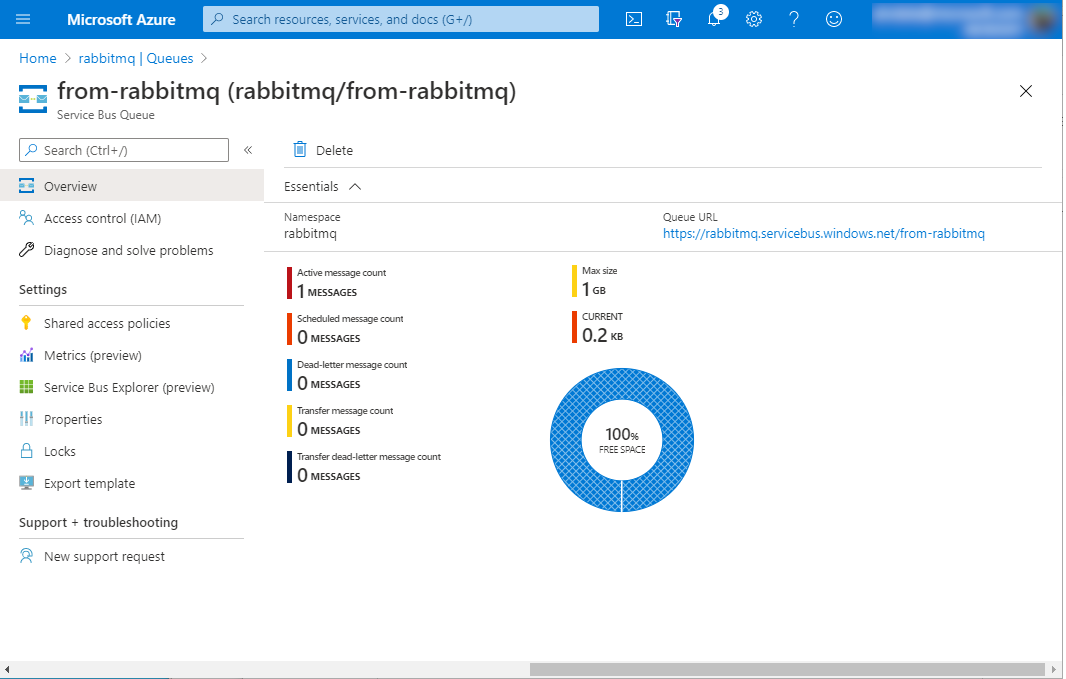 Microsoft Azure
Search resources, services, and docs (G+/)
3
Home > rabbitmq | Queues >
from-rabbitmq (rabbitmq/from-rabbitmq)
Service Bus Queue
Search (Ctrl+/)
«
Delete
Overview
Essentials
Access control (IAM)
Namespace
Queue URL
rabbitmq
https://rabbitmq.servicebus.windows.net/from-rabbitmq
Diagnose and solve problems
Settings
Shared access policies
Metrics (preview)
Service Bus Explorer (preview)
Properties
Locks
Export template
Support + troubleshooting
New support request
Active message count
1 MESSAGES
Scheduled message count
0 MESSAGES
Dead-letter message count
0 MESSAGES
Transfer message count
0 MESSAGES
Transfer dead-letter message count
0 MESSAGES
Max size
1 GB
CURRENT
0.2 KB
100%
FREE SPACE